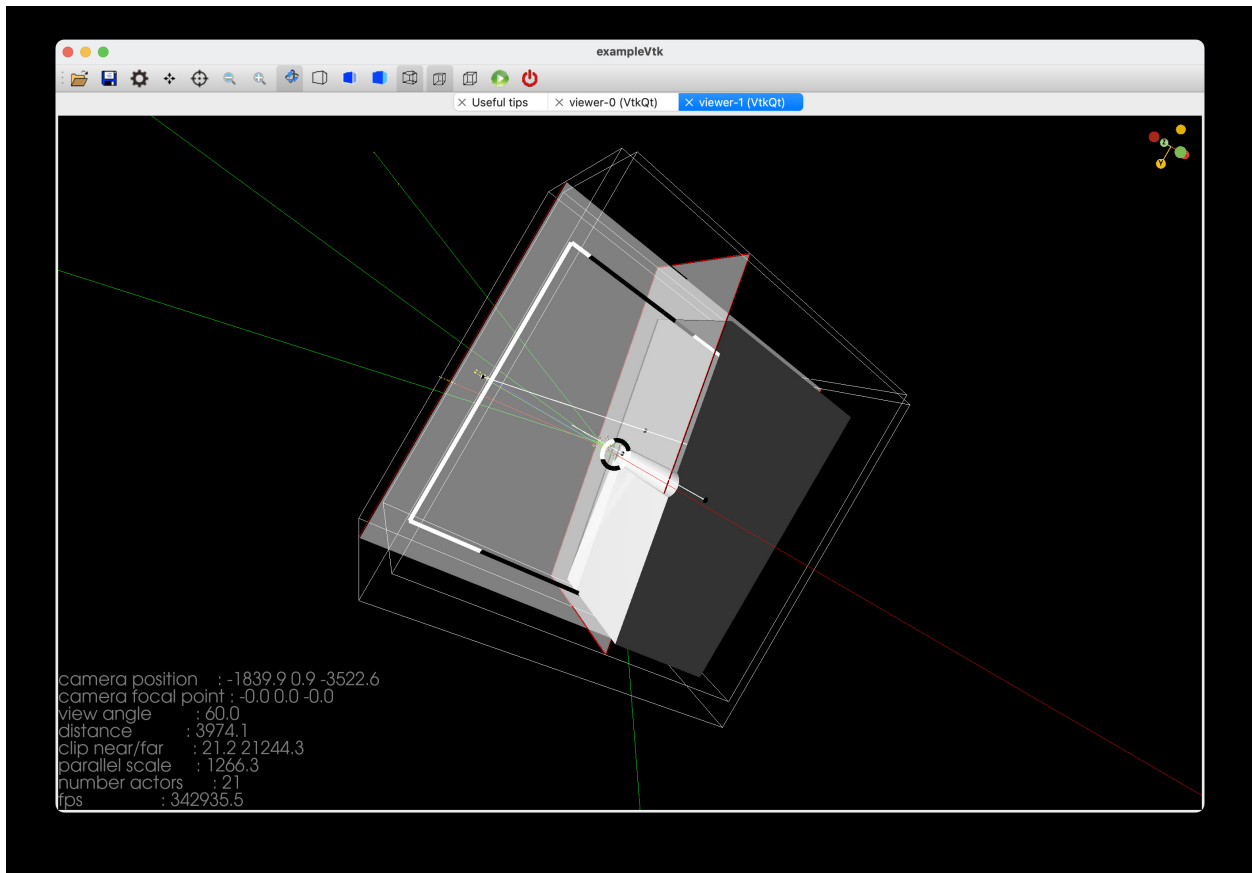 exampleVtk
× Useful tips × viewer-0 (VtkQt) × viewer-1 (VtkQt)
Z
Y
camera position : -1839.9 0.9 -3522.6
camera focal point : -0.0 0.0 -0.0
view angle : 60.0
distance : 3974.1
clip near/far : 21.2 21244.3
parallel scale : 1266.3
number actors : 21
fps : 342935.5